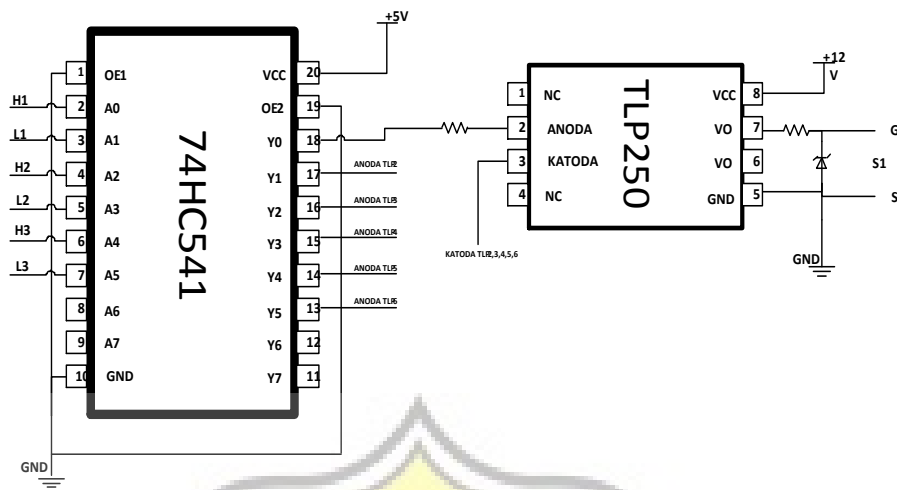 +5V
1 OE1 VCC 20
H1 2 A0 OE2 19
L1 3 A1 Y0 18
H2 4 A2 Y1 17 ANODA TLP2
L2 5 A3 Y2 16 ANODA TLP3
H3 6 A4 Y3 15 ANODA TLP4
L3 7 A5 Y4 14 ANODA TLP5
8 A6 Y5 13 ANODA TLP6
9 A7 Y6 12
10 GND Y7 11
74HC541
GND
+12
V
1 NC VCC 8
2 ANODA VO 7 G
3 KATODA VO 6 S1
4 NC GND 5 S
TLP250
KATODA TLP2,3,4,5,6
GND